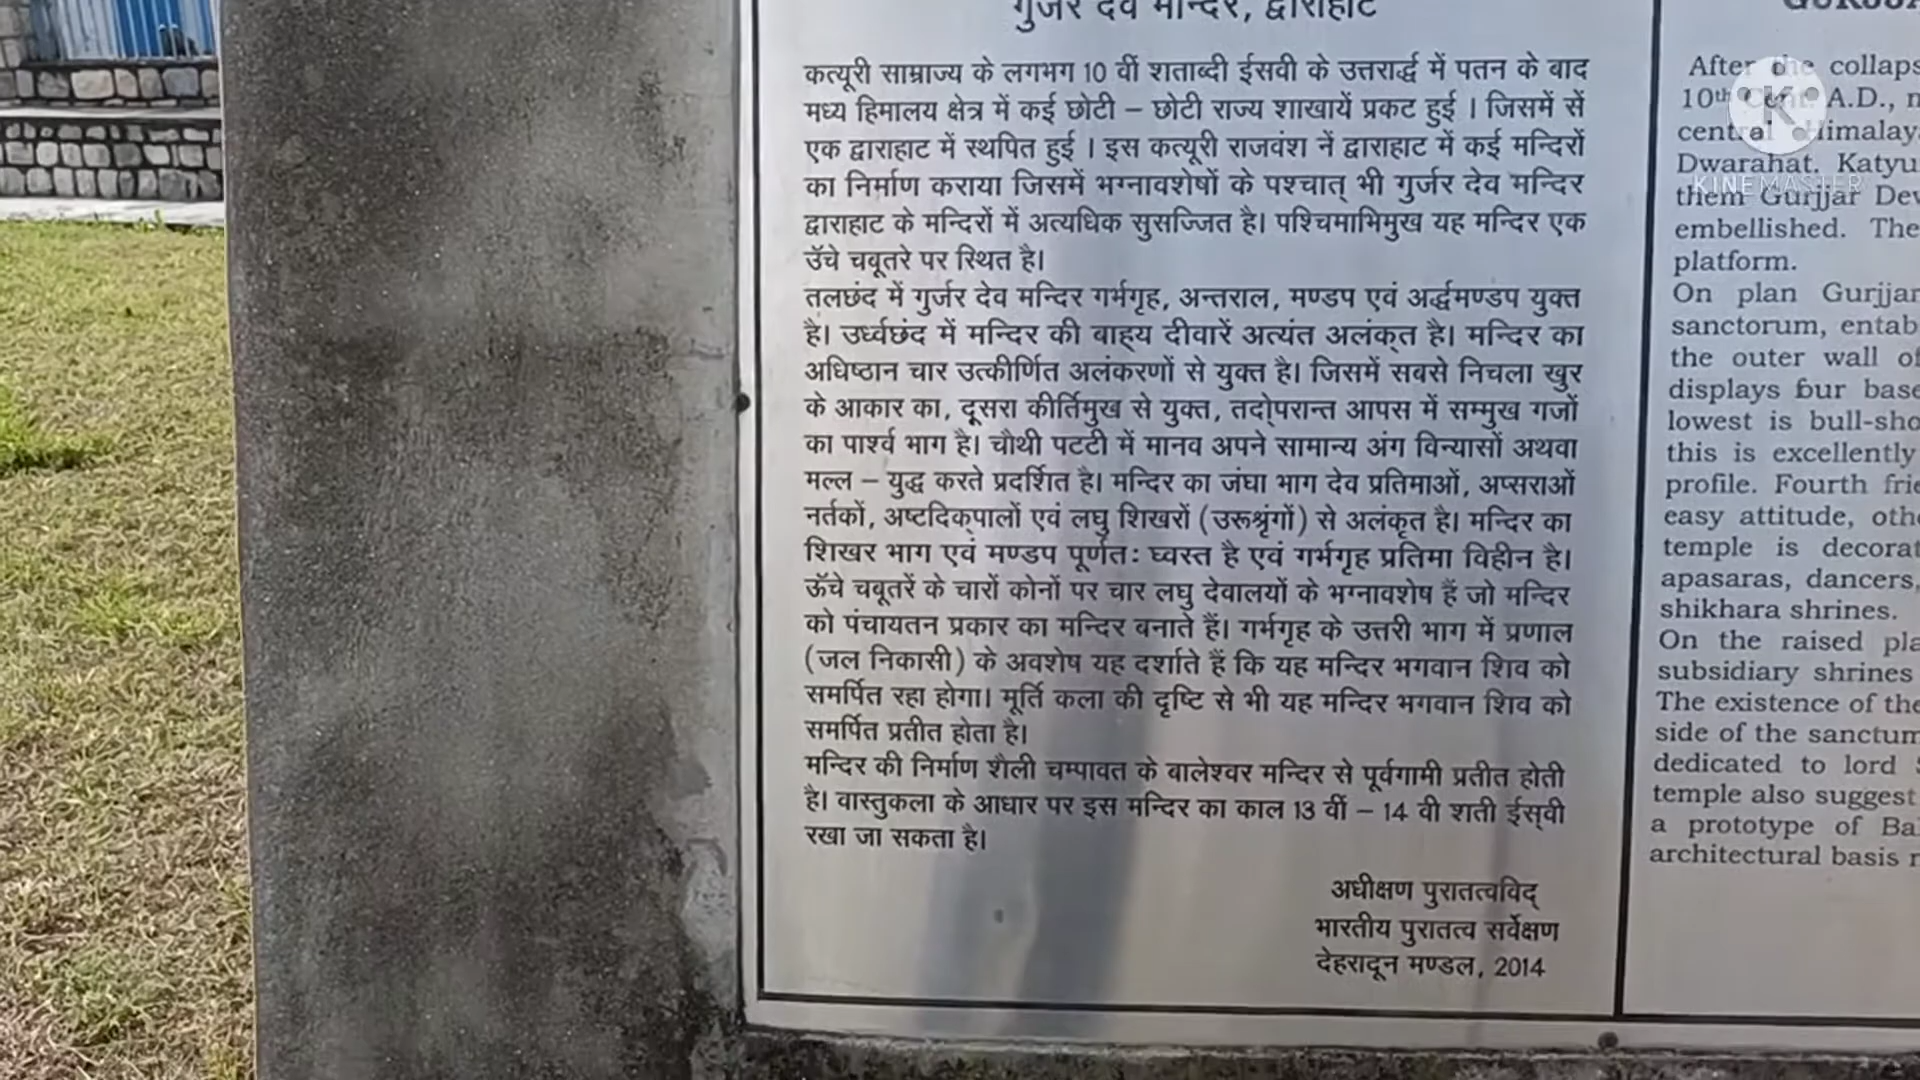 गुर्जर देव मन्दिर, द्वाराहाट
कत्यूरी साम्राज्य के लगभग 10 वीं शताब्दी ईसवी के उत्तरार्द्ध में पतन के बाद
मध्य हिमालय क्षेत्र में कई छोटी – छोटी राज्य शाखायें प्रकट हुई । जिसमें सें
एक द्वाराहाट में स्थपित हुई । इस कत्यूरी राजवंश नें द्वाराहाट में कई मन्दिरों
का निर्माण कराया जिसमें भग्नावशेषों के पश्चात् भी गुर्जर देव मन्दिर
द्वाराहाट के मन्दिरों में अत्यधिक सुसज्जित है। पश्चिमाभिमुख यह मन्दिर एक
उॅंचे चबूतरे पर स्थित है।
तलछंद में गुर्जर देव मन्दिर गर्भगृह, अन्तराल, मण्डप एवं अर्द्धमण्डप युक्त
है। उर्ध्वछंद में मन्दिर की बाह्य दीवारें अत्यंत अलंकृत है। मन्दिर का
अधिष्ठान चार उत्कीर्णित अलंकरणों से युक्त है। जिसमें सबसे निचला खुर
के आकार का, दूसरा कीर्तिमुख से युक्त, तदोपरान्त आपस में सम्मुख गजों
का पार्श्व भाग है। चौथी पटटी में मानव अपने सामान्य अंग विन्यासों अथवा
मल्ल – युद्ध करते प्रदर्शित है। मन्दिर का जंघा भाग देव प्रतिमाओं, अप्सराओं
नर्तकों, अष्टदिक्पालों एवं लघु शिखरों (उरूश्रृंगों) से अलंकृत है। मन्दिर का
शिखर भाग एवं मण्डप पूर्णतः घ्वस्त है एवं गर्भगृह प्रतिमा विहीन है।
ऊॅंचे चबूतरें के चारों कोनों पर चार लघु देवालयों के भग्नावशेष हैं जो मन्दिर
को पंचायतन प्रकार का मन्दिर बनाते हैं। गर्भगृह के उत्तरी भाग में प्रणाल
(जल निकासी) के अवशेष यह दर्शाते हैं कि यह मन्दिर भगवान शिव को
समर्पित रहा होगा। मूर्ति कला की दृष्टि से भी यह मन्दिर भगवान शिव को
समर्पित प्रतीत होता है।
मन्दिर की निर्माण शैली चम्पावत के बालेश्वर मन्दिर से पूर्वगामी प्रतीत होती
है। वास्तुकला के आधार पर इस मन्दिर का काल 13 वीं – 14 वी शती ईस्वी
रखा जा सकता है।
अधीक्षण पुरातत्वविद्
भारतीय पुरातत्व सर्वेक्षण
देहरादून मण्डल, 2014
After the collaps
10th Cent. A.D., m
central Himalay
Dwarahat. Katyu
them Gurjjar Dev
embellished. The
platform.
On plan Gurjjar
sanctorum, entab
the outer wall of
displays four base
lowest is bull-sho
this is excellently
profile. Fourth frie
easy attitude, othe
temple is decorat
apasaras, dancers,
shikhara shrines.
On the raised pla
subsidiary shrines
The existence of the
side of the sanctum
dedicated to lord
temple also suggest
a prototype of Ba
architectural basis
K
KINEMASTER